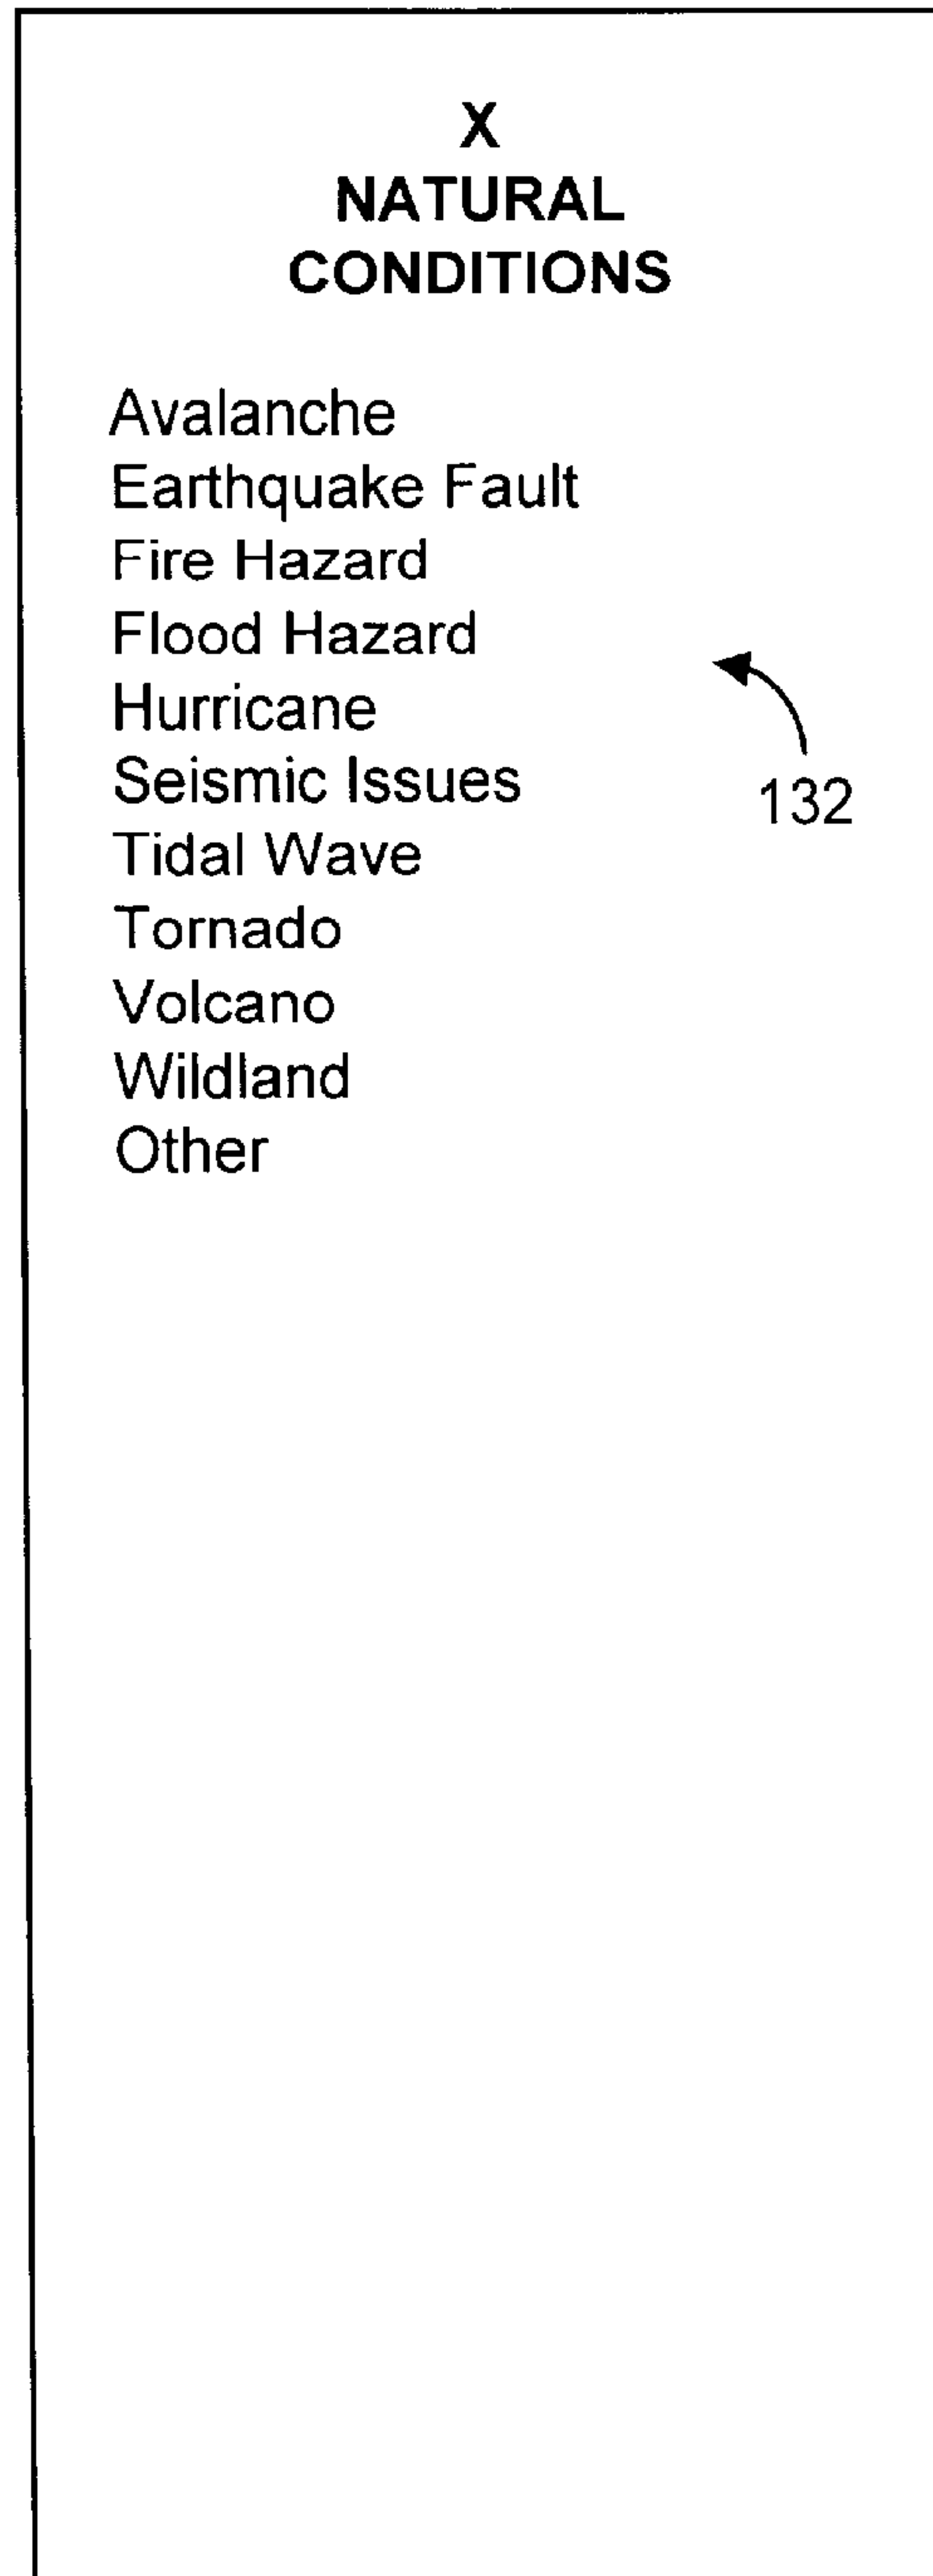 X
NATURAL
CONDITIONS
Avalanche
Earthquake Fault
Fire Hazard
Flood Hazard
Hurricane
Seismic Issues
132
Tidal Wave
Tornado
Volcano
Wildland
Other